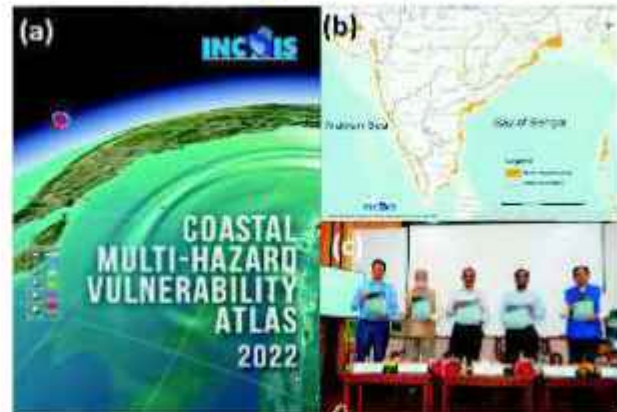 (a)
INCOIS
COASTAL
MULTI-HAZARD
VULNERABILITY
ATLAS
2022
(b)
Arabian Sea
Bay of Bengal
Legend
INCOIS
(c)